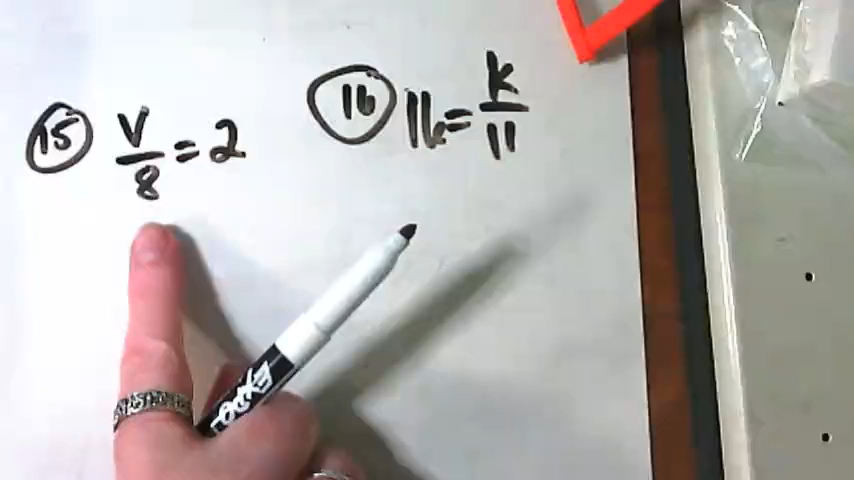 15 V/8 = 2
16 16 = K/11
EXPO